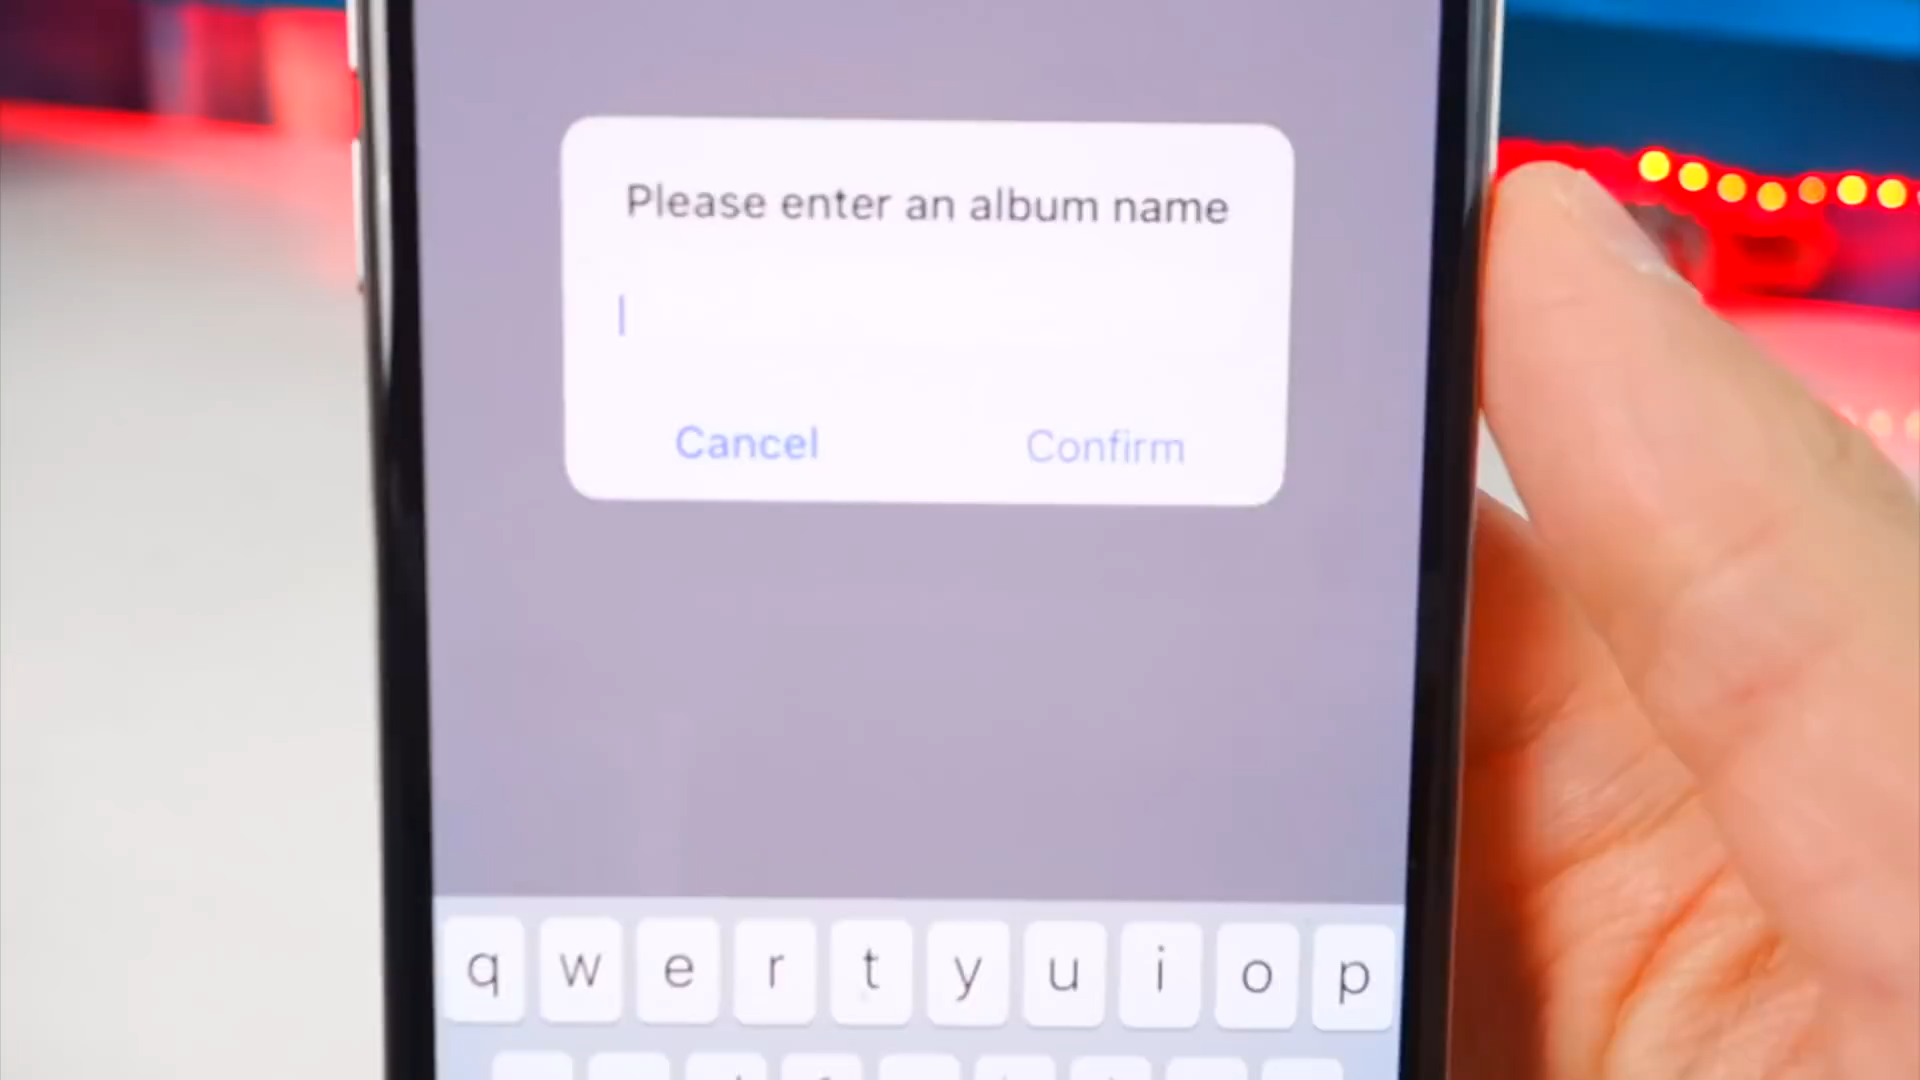 Please enter an album name
Cancel Confirm
q w e r t y u i o p